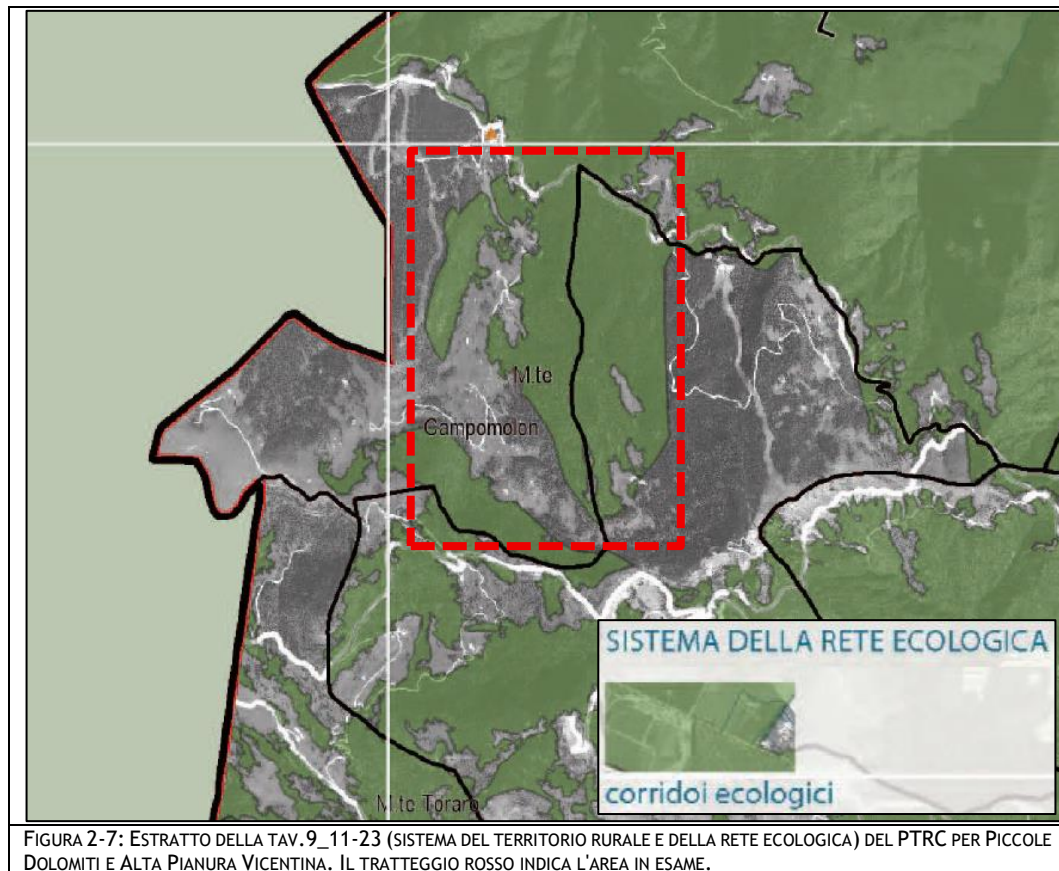 M.te
Campomolon
M.te Toraro
SISTEMA DELLA RETE ECOLOGICA
corridoi ecologici
FIGURA 2-7: ESTRATTO DELLA TAV.9_11-23 (SISTEMA DEL TERRITORIO RURALE E DELLA RETE ECOLOGICA) DEL PTRC PER PICCOLE
DOLOMITI E ALTA PIANURA VICENTINA. IL TRATTEGGIO ROSSO INDICA L'AREA IN ESAME.